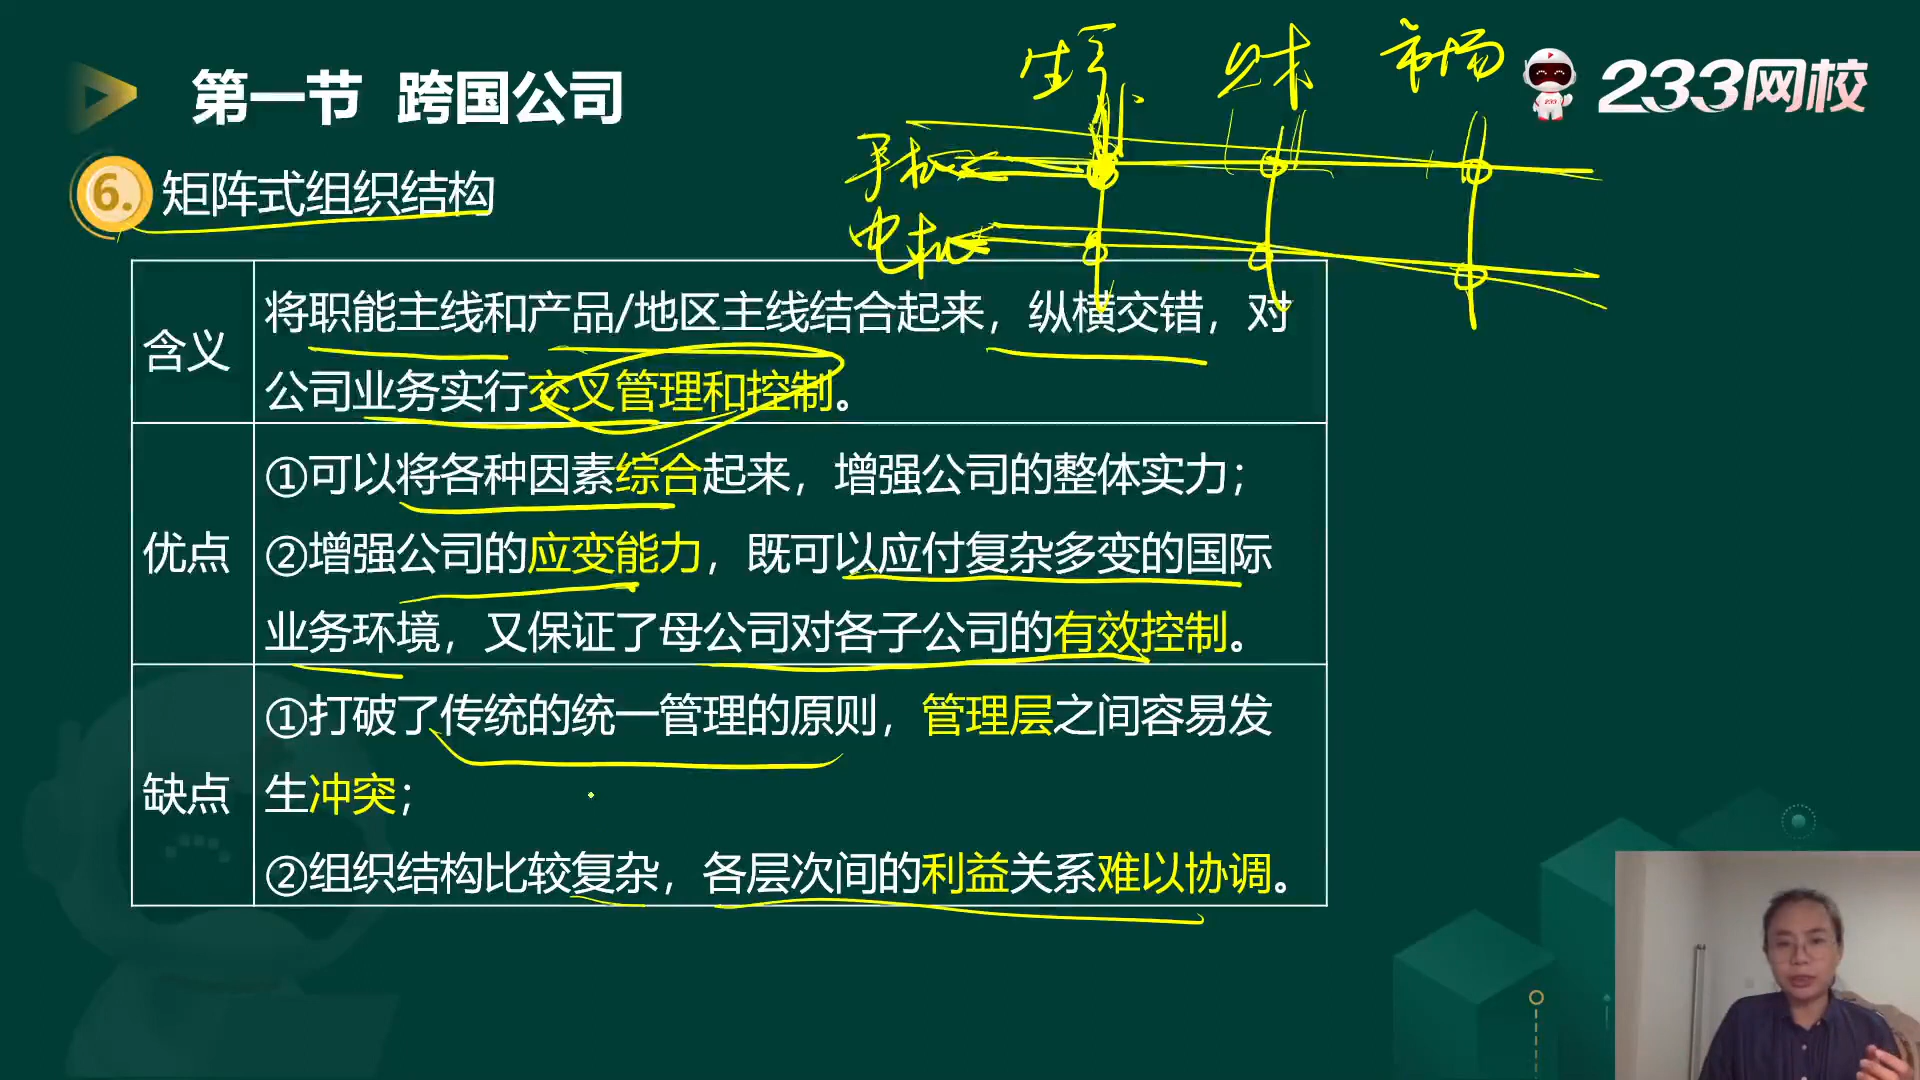 第一节 跨国公司
生产 财务 市场
233网校
手机
电机
6. 矩阵式组织结构
含义
将职能主线和产品/地区主线结合起来，纵横交错，对
公司业务实行交叉管理和控制。
优点
①可以将各种因素综合起来，增强公司的整体实力；
②增强公司的应变能力，既可以应付复杂多变的国际
业务环境，又保证了母公司对各子公司的有效控制。
缺点
①打破了传统的统一管理的原则，管理层之间容易发
生冲突；
②组织结构比较复杂，各层次间的利益关系难以协调。